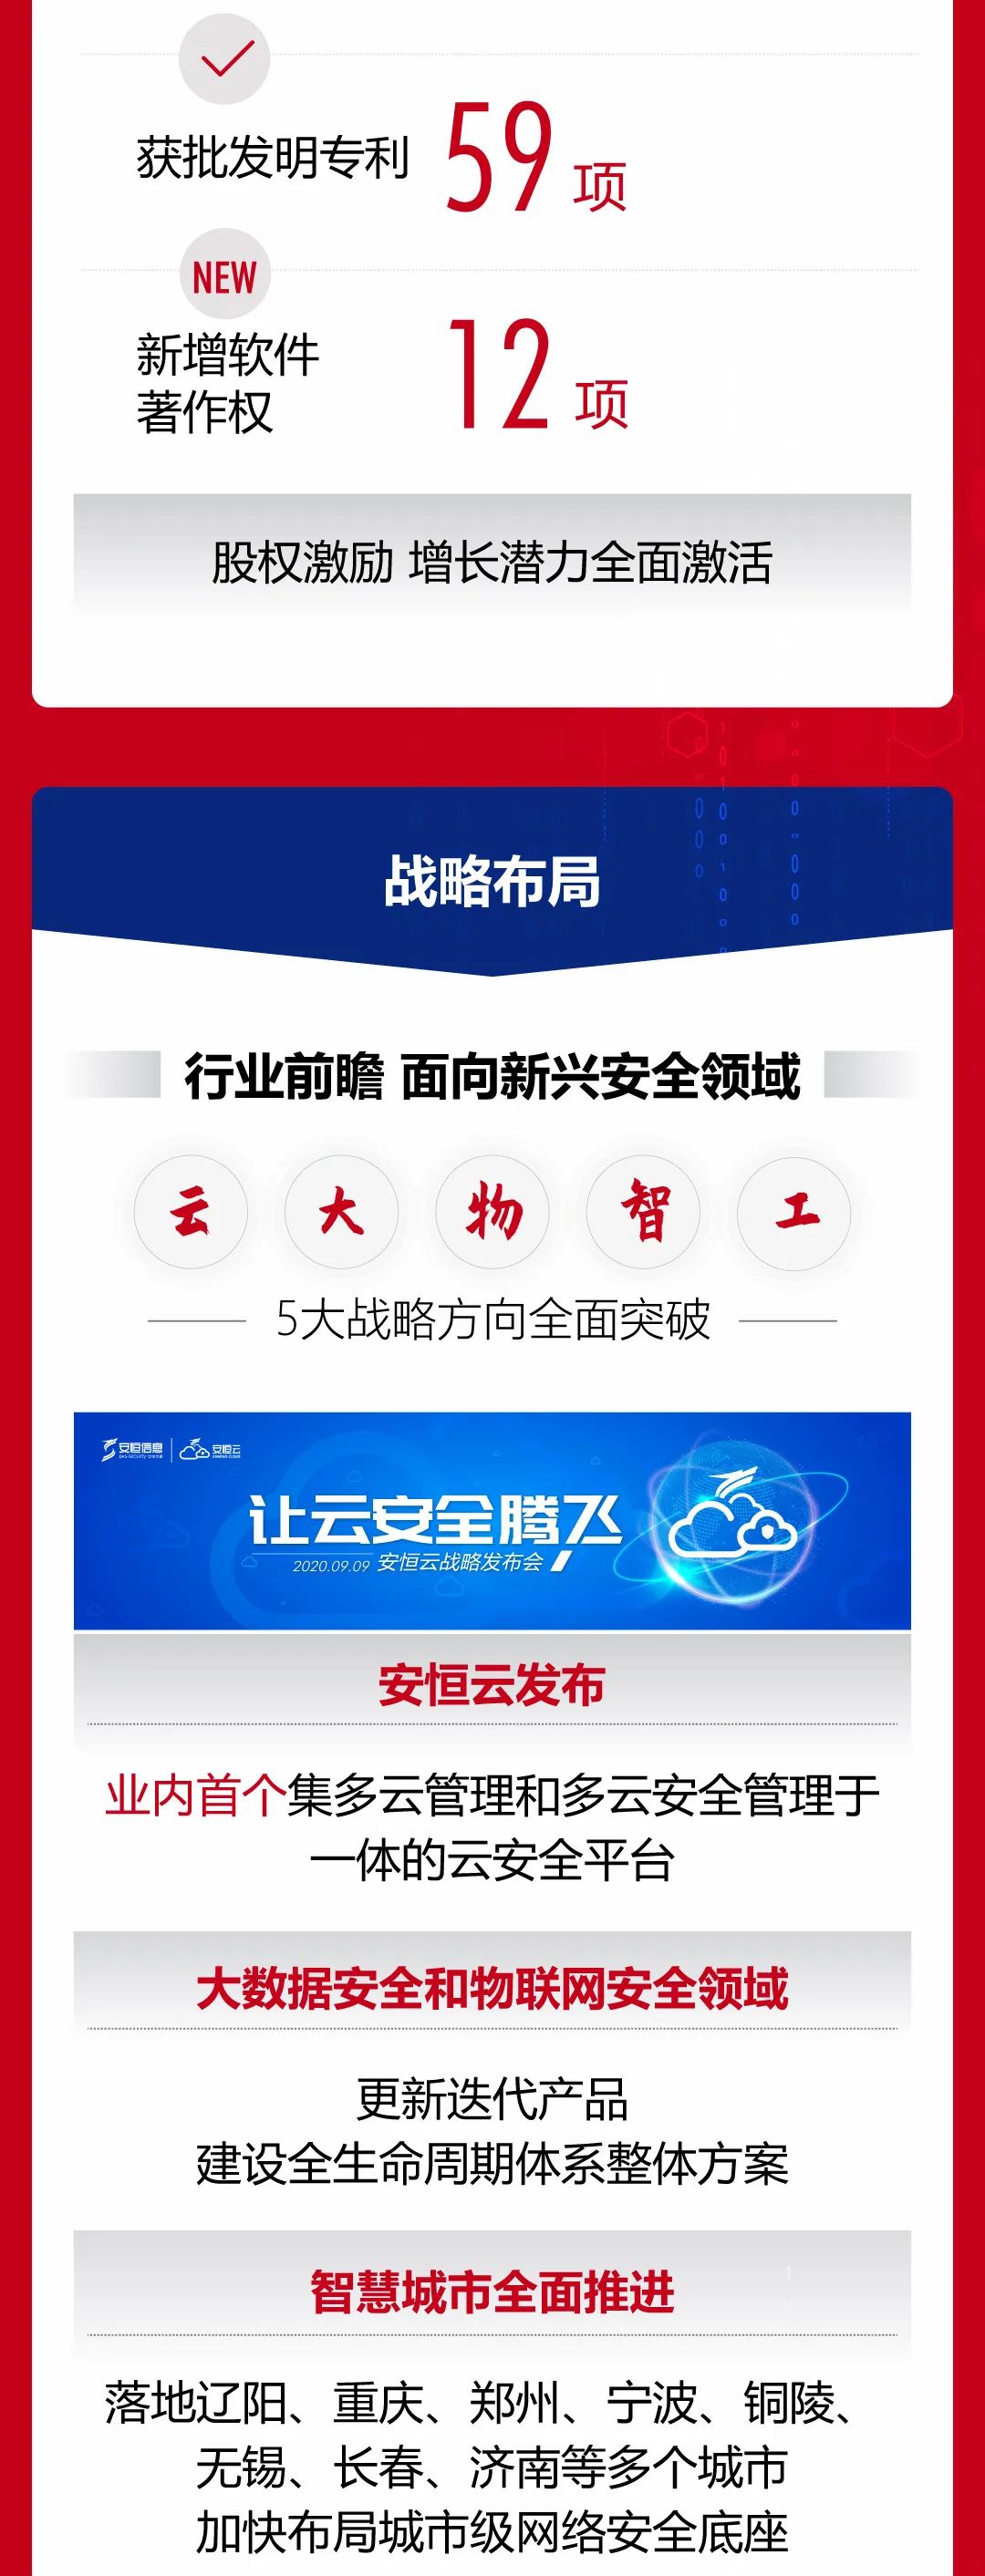 获批发明专利 59 项
NEW
新增软件
著作权
12 项
股权激励 增长潜力全面激活
战略布局
行业前瞻 面向新兴安全领域
云 大 物 智 工
5大战略方向全面突破
安恒信息 安恒云
让云安全腾飞
2020.09.09 安恒云战略发布会
安恒云发布
业内首个集多云管理和多云安全管理于
一体的云安全平台
大数据安全和物联网安全领域
更新迭代产品
建设全生命周期体系整体方案
智慧城市全面推进
落地辽阳、重庆、郑州、宁波、铜陵、
无锡、长春、济南等多个城市
加快布局城市级网络安全底座